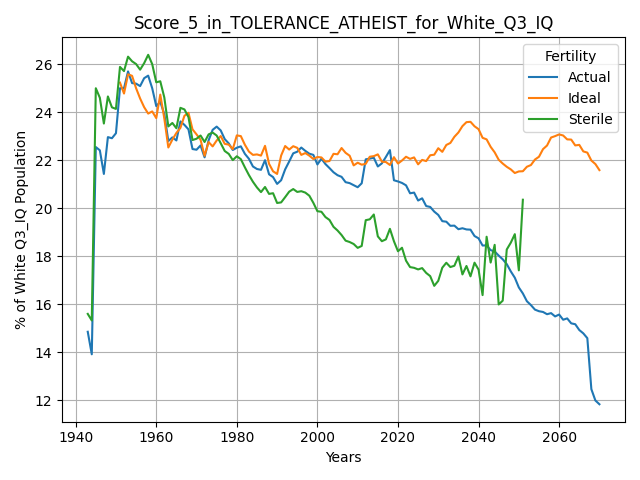 Score_5_in_TOLERANCE_ATHEIST_for_White_Q3_IQ
Fertility
Actual
Ideal
Sterile
% of White Q3_IQ Population
26
24
22
20
18
16
14
12
1940
1960
1980
2000
2020
2040
2060
Years